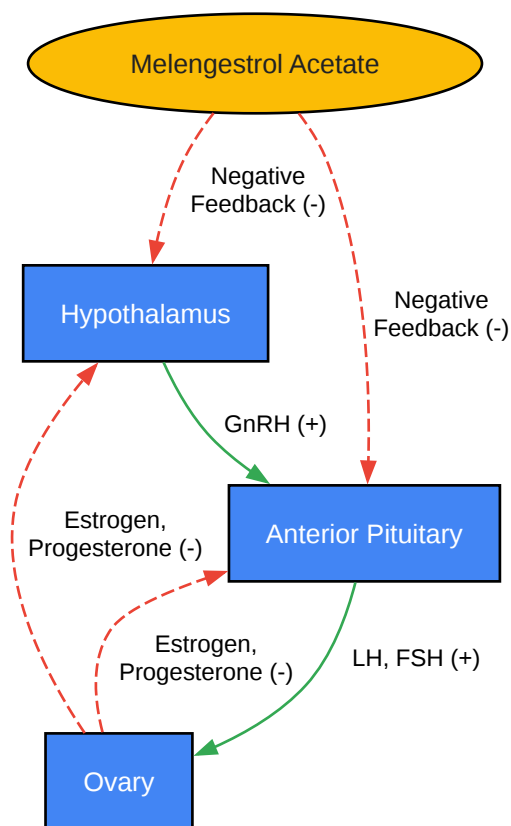 Melengestrol Acetate
Negative
Feedback (-)
Hypothalamus
Negative
Feedback (-)
GnRH (+)
Estrogen,
Progesterone (-)
Anterior Pituitary
Estrogen,
Progesterone (-)
LH, FSH (+)
Ovary